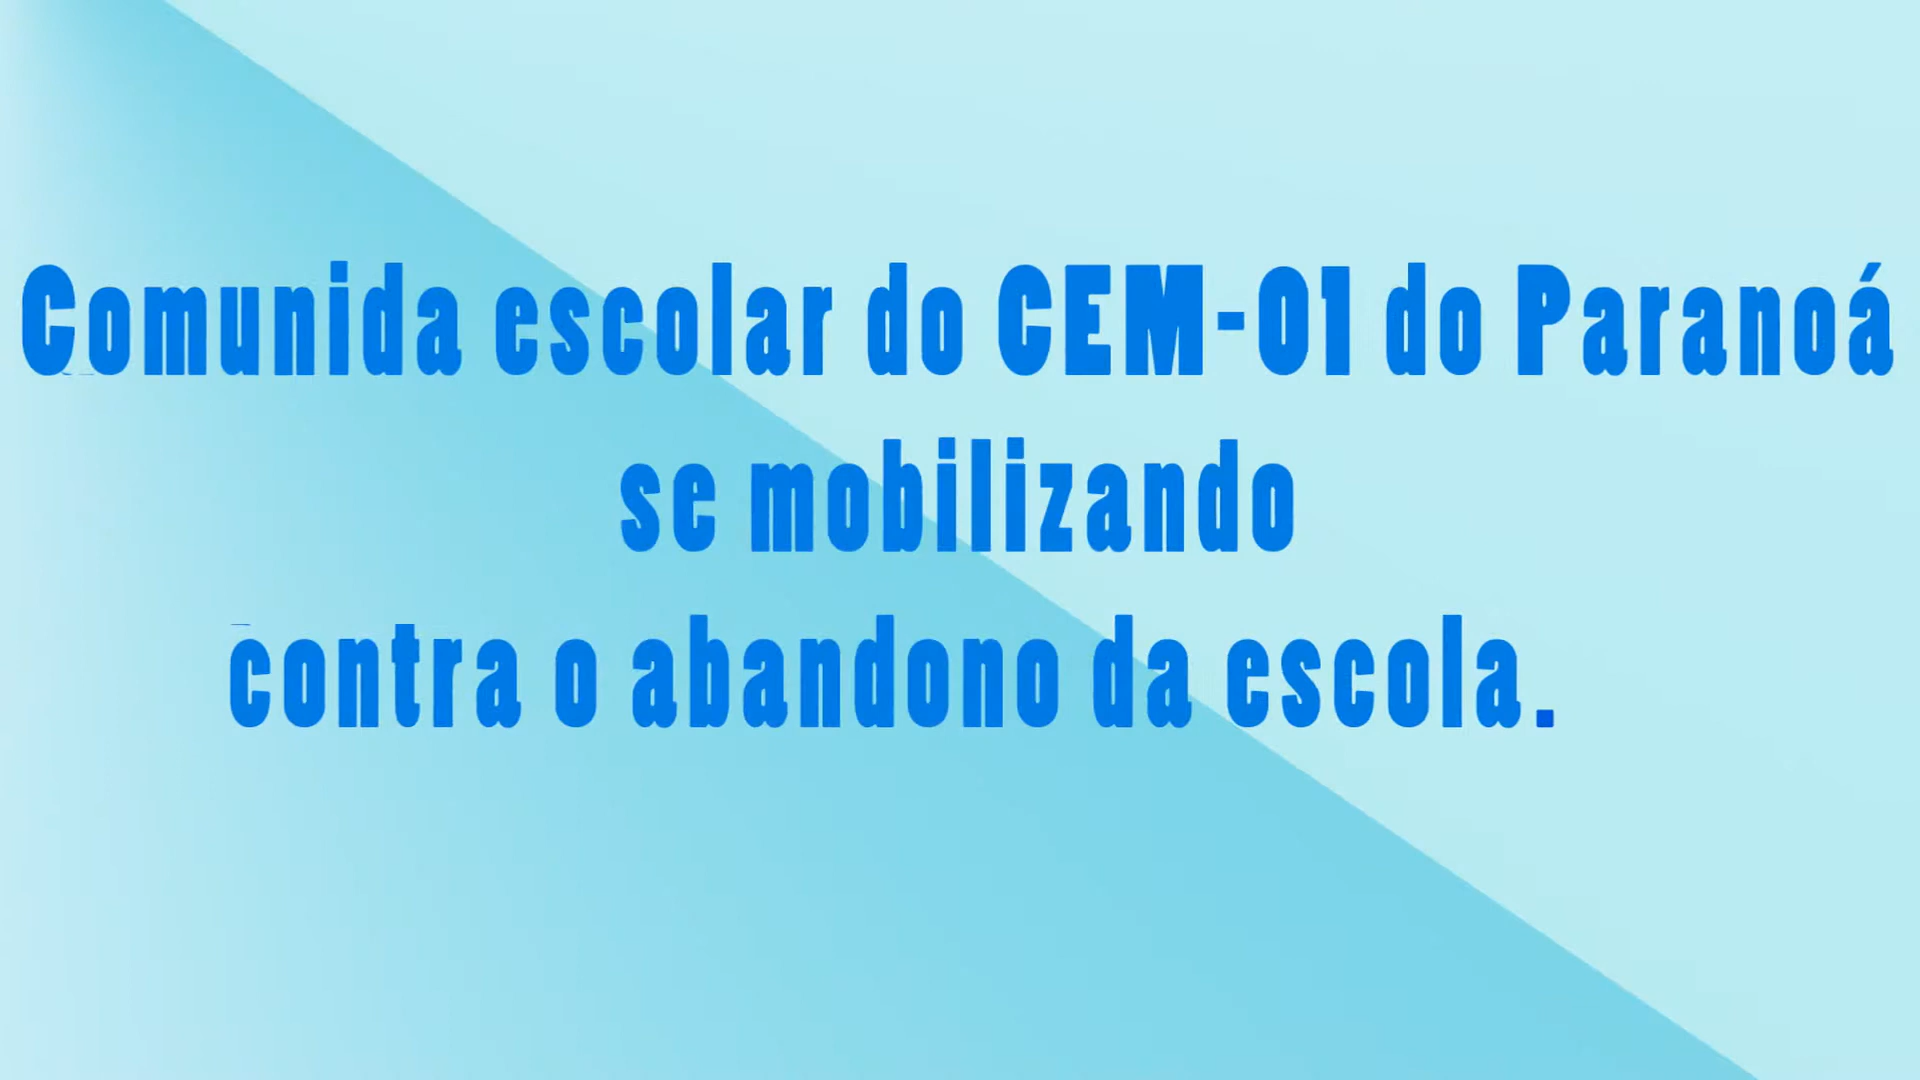 Comunida escolar do CEM-01 do Paranoá
se mobilizando
contra o abandono da escola.